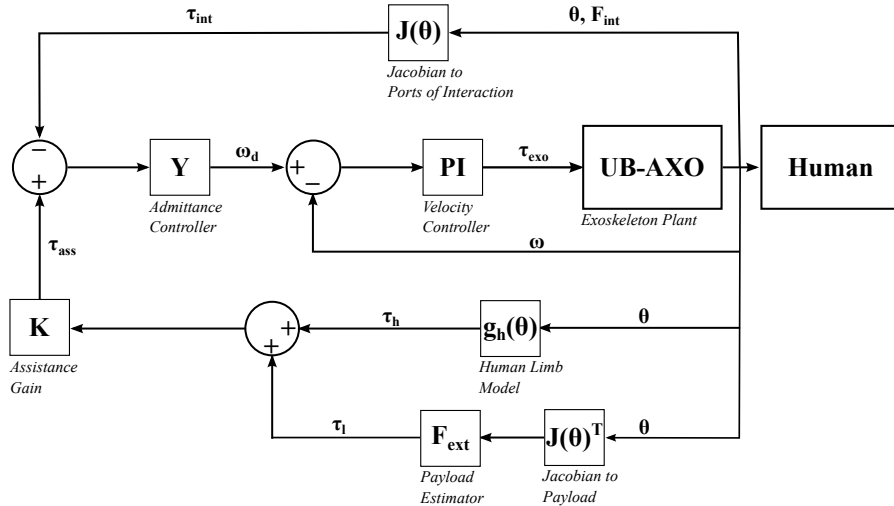 τint
J(θ)
θ, Fint
Jacobian to
Ports of Interaction
−
+
Y
ωd
+
−
PI
τexo
UB-AXO
Human
Admittance
Controller
Velocity
Controller
Exoskeleton Plant
ω
τass
K
Assistance
Gain
+
+
τh
gh(θ)
θ
Human Limb
Model
τl
Fext
J(θ)T
θ
Payload
Estimator
Jacobian to
Payload